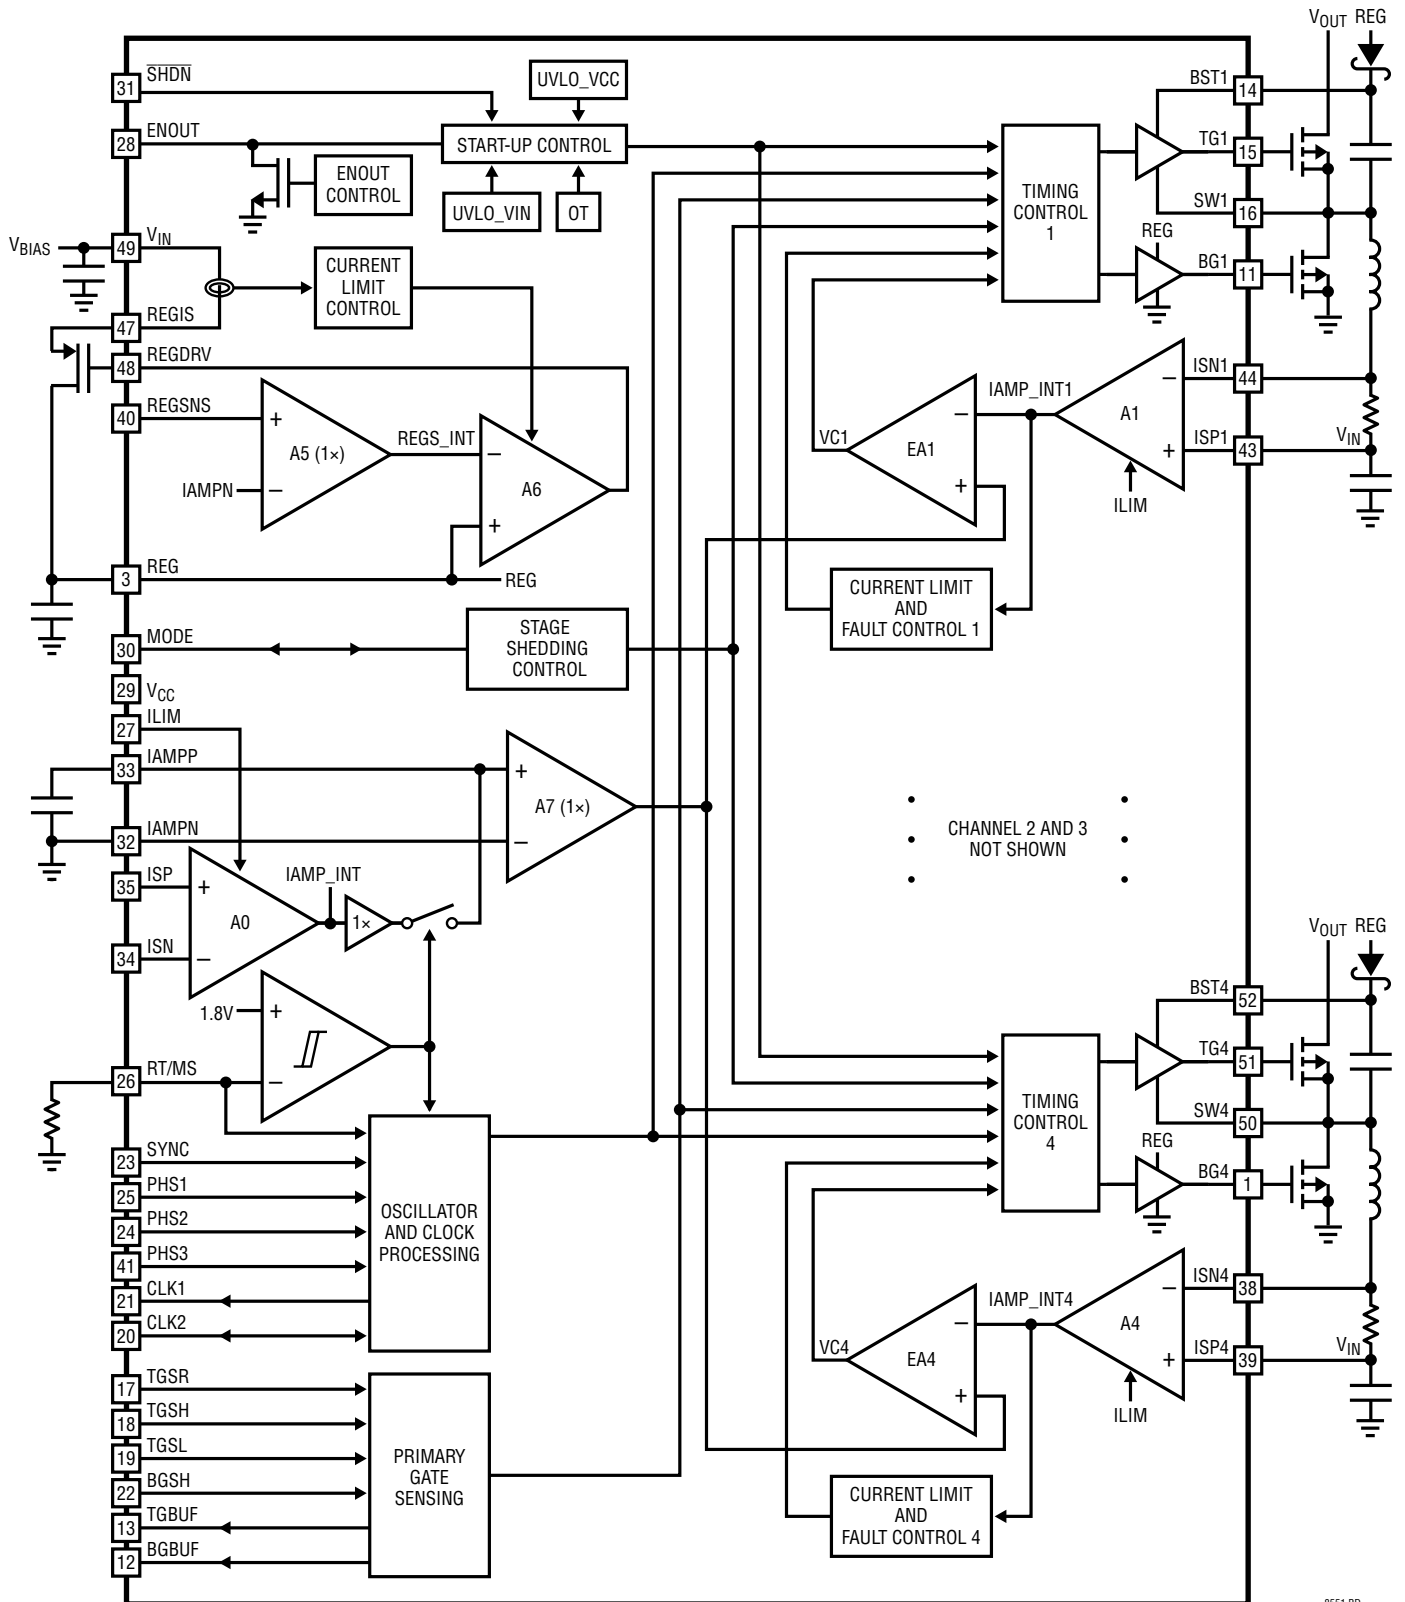 VOUT REG
31 SHDN
UVLO_VCC
BST1 14
28 ENOUT
START-UP CONTROL
TG1 15
ENOUT
CONTROL
UVLO_VIN
OT
TIMING
CONTROL
1
SW1 16
REG
BG1 11
VBIAS 49 VIN
CURRENT
LIMIT
CONTROL
47 REGIS
48 REGDRV
40 REGSNS
+
A5 (1×)
IAMPN −
REGS_INT
−
A6
+
IAMP_INT1
−
VC1
EA1
+
−
A1
+
ILIM
ISN1 44
ISP1 43
VIN
3 REG
REG
CURRENT LIMIT
AND
FAULT CONTROL 1
30 MODE
STAGE
SHEDDING
CONTROL
29 VCC
27 ILIM
33 IAMPP
+
A7 (1×)
−
32 IAMPN
CHANNEL 2 AND 3
NOT SHOWN
35 ISP
+
A0
−
34 ISN
IAMP_INT
1×
VOUT REG
1.8V
+
−
26 RT/MS
BST4 52
TG4 51
SW4 50
REG
BG4 1
TIMING
CONTROL
4
23 SYNC
25 PHS1
24 PHS2
41 PHS3
21 CLK1
20 CLK2
OSCILLATOR
AND CLOCK
PROCESSING
IAMP_INT4
−
VC4
EA4
+
−
A4
+
ILIM
ISN4 38
ISP4 39
VIN
17 TGSR
18 TGSH
19 TGSL
22 BGSH
13 TGBUF
12 BGBUF
PRIMARY
GATE
SENSING
CURRENT LIMIT
AND
FAULT CONTROL 4